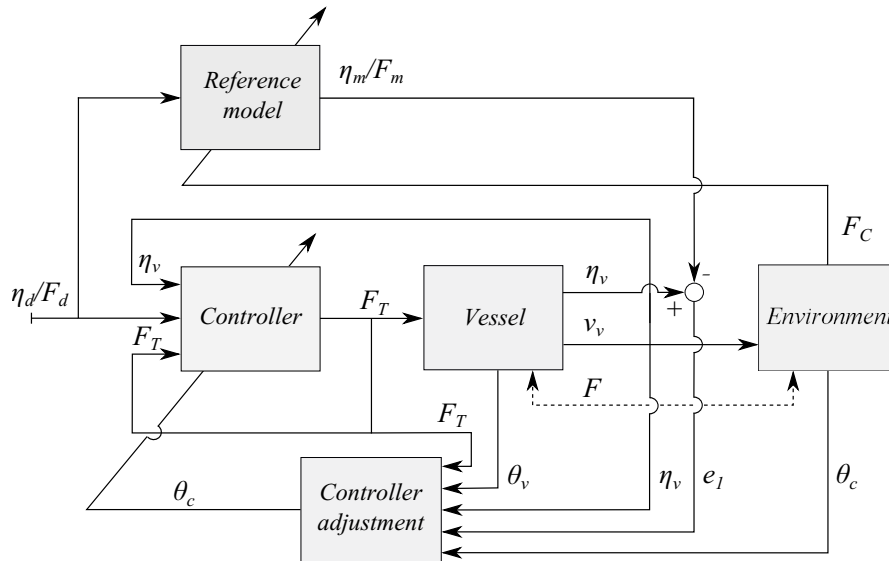 Reference
model
η_m/F_m
F_C
η_v
η_d/F_d
Controller
F_T
Vessel
η_v
-
+
Environment
v_v
F_T
F
F_T
θ_c
Controller
adjustment
θ_v
η_v
e_1
θ_c